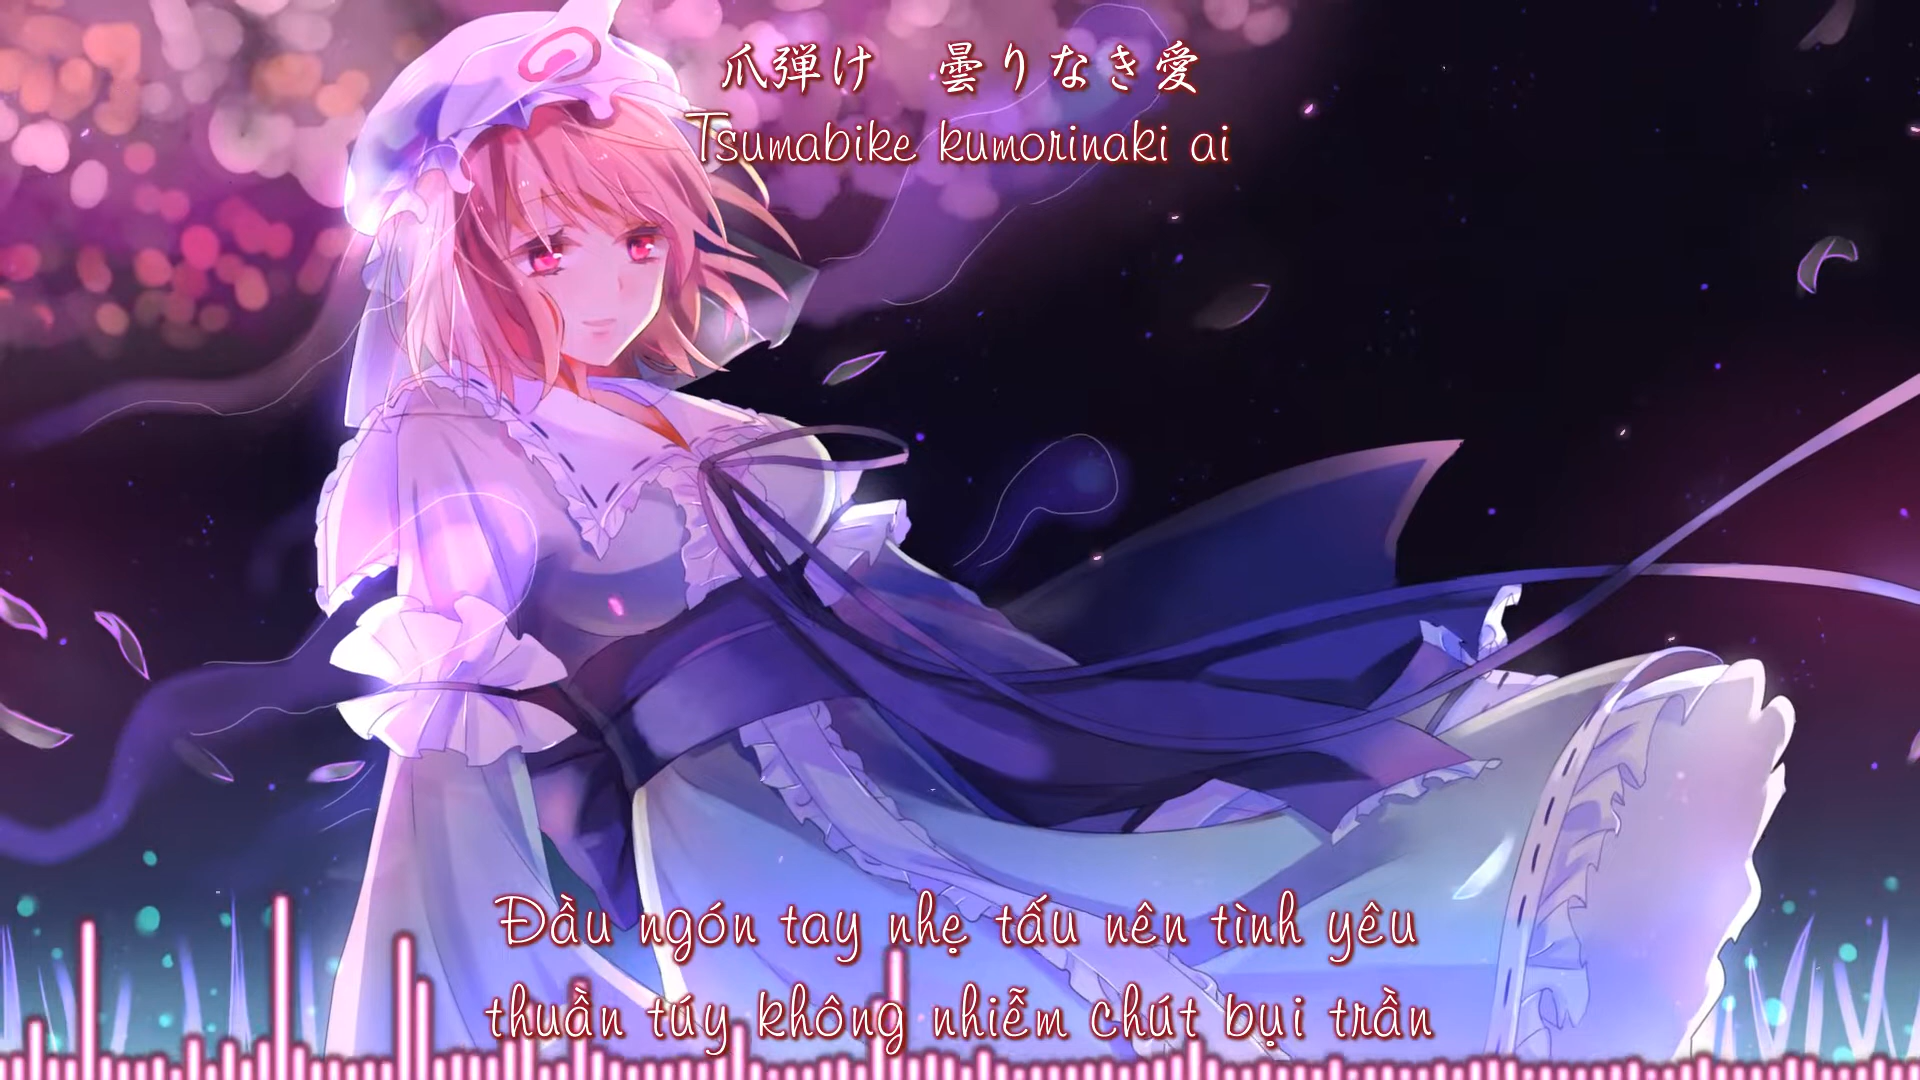 爪弾け　曇りなき愛
Tsumabike kumorinaki ai
Đầu ngón tay nhẹ tấu nên tình yêu
thuần túy không nhiễm chút bụi trần